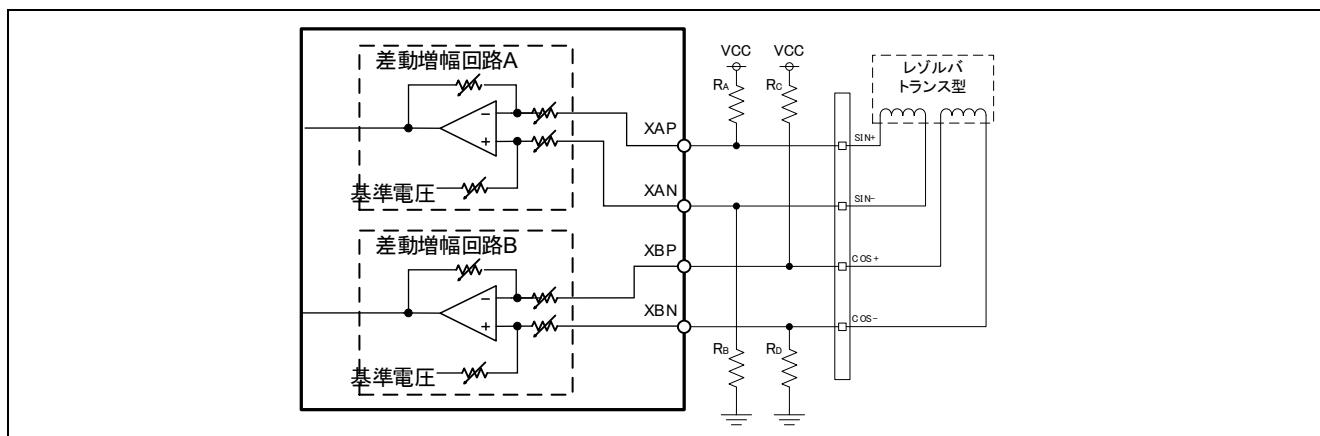 差動増幅回路A
基準電圧
差動増幅回路B
基準電圧
XAP
XAN
XBP
XBN
VCC
VCC
RA
RC
RB
RD
SIN+
SIN-
COS+
COS-
レゾルバ
トランス型
-
+
-
+